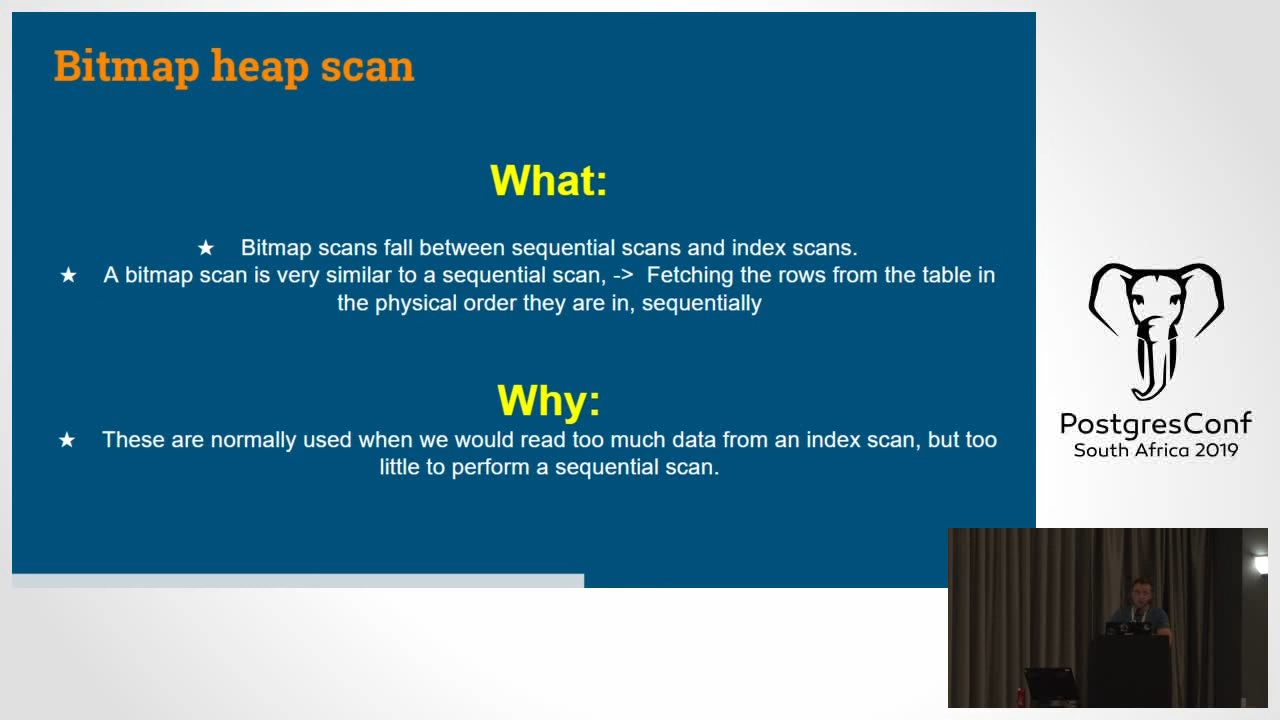 Bitmap heap scan
What:
★ Bitmap scans fall between sequential scans and index scans.
★ A bitmap scan is very similar to a sequential scan, -> Fetching the rows from the table in
the physical order they are in, sequentially
Why:
★ These are normally used when we would read too much data from an index scan, but too
little to perform a sequential scan.
PostgresConf
South Africa 2019